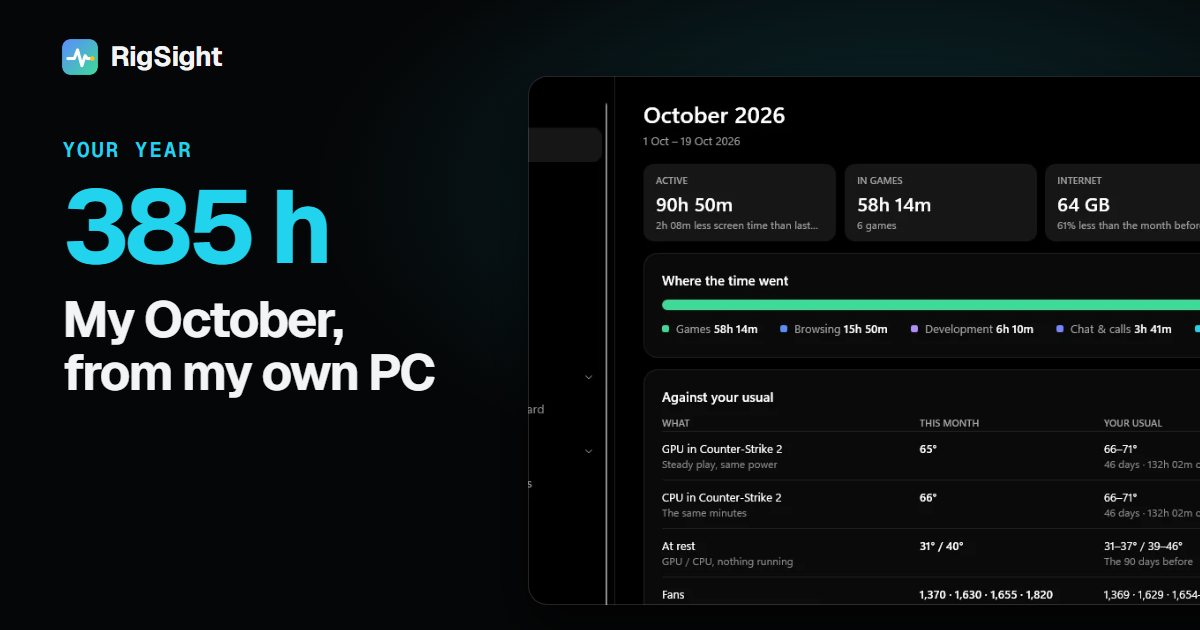 RigSight
YOUR YEAR
385 h
My October,
from my own PC
ard
s
October 2026
1 Oct – 19 Oct 2026
ACTIVE
90h 50m
2h 08m less screen time than last...
IN GAMES
58h 14m
6 games
INTERNET
64 GB
61% less than the month before
Where the time went
Games 58h 14m Browsing 15h 50m Development 6h 10m Chat & calls 3h 41m
Against your usual
WHAT THIS MONTH YOUR USUAL
GPU in Counter-Strike 2 65° 66–71°
Steady play, same power 46 days · 132h 02m
CPU in Counter-Strike 2 66° 66–71°
The same minutes 46 days · 132h 02m
At rest 31° / 40° 31–37° / 39–46°
GPU / CPU, nothing running The 90 days before
Fans 1,370 · 1,630 · 1,655 · 1,820 1,369 · 1,629 · 1,654-